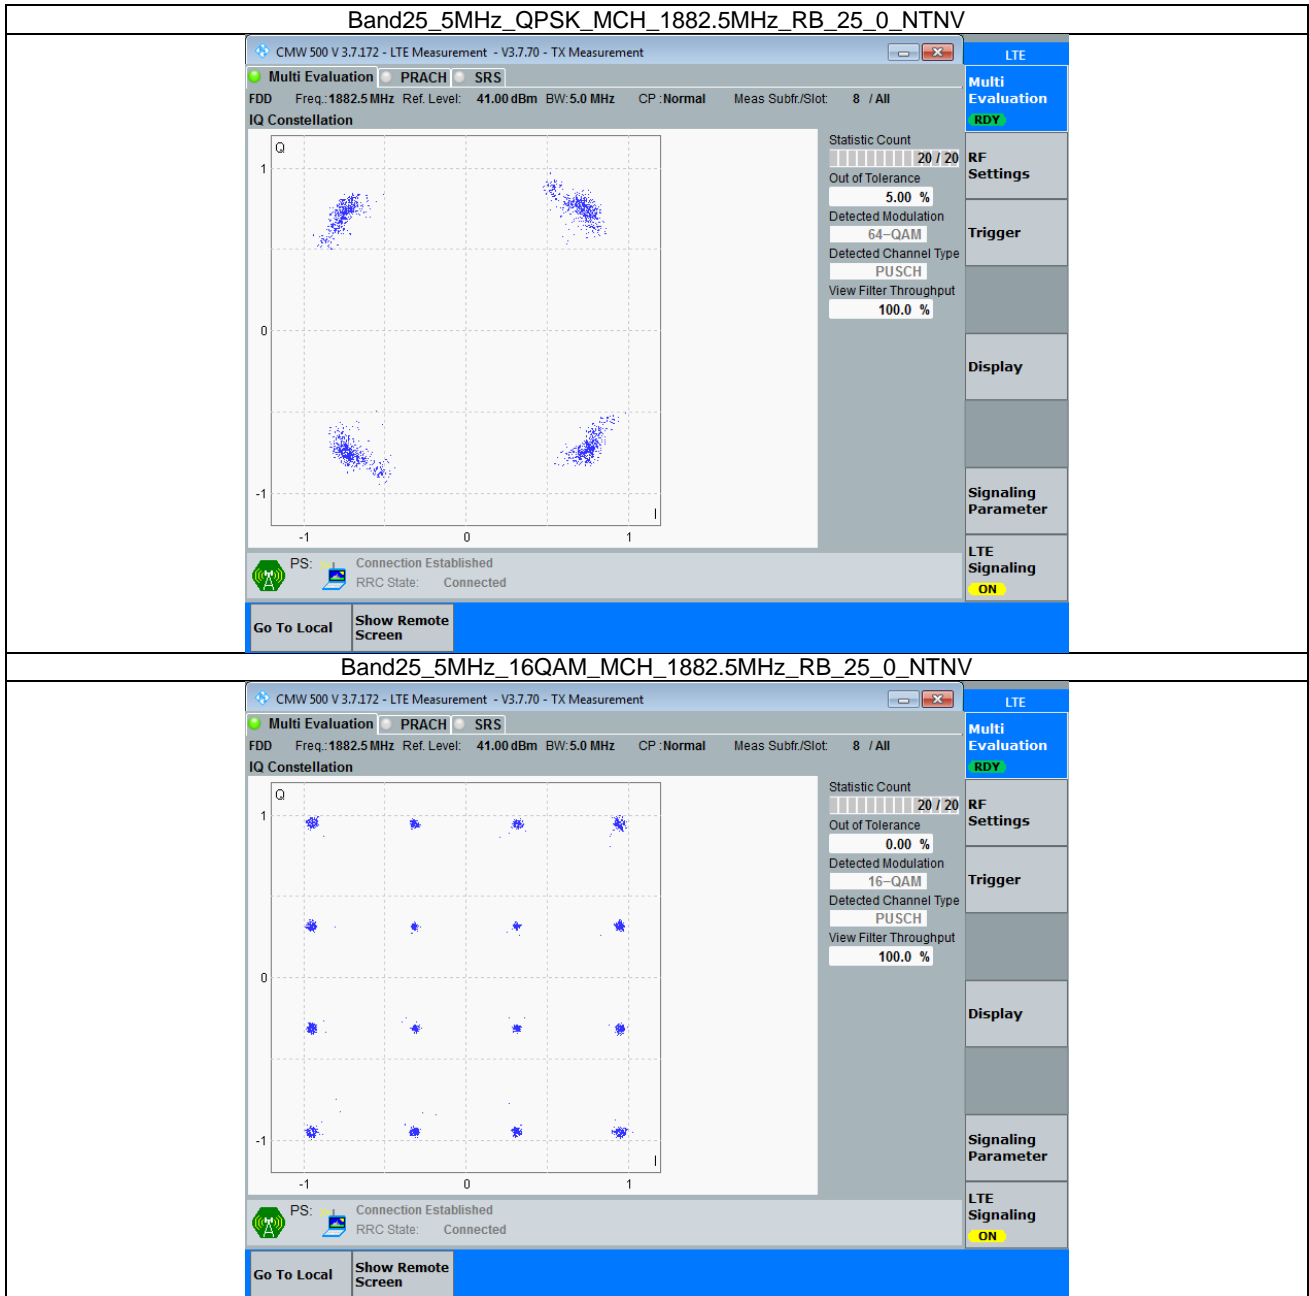 Band25_5MHz_QPSK_MCH_1882.5MHz_RB_25_0_NTNV
CMW 500 V 3.7.172 - LTE Measurement - V3.7.70 - TX Measurement
LTE
Multi Evaluation PRACH SRS
Multi
Evaluation
RDY
FDD Freq.: 1882.5 MHz Ref. Level: 41.00 dBm BW: 5.0 MHz CP : Normal Meas Subfr./Slot: 8 / All
IQ Constellation
Q
1
0
-1
-1 0 1
I
Statistic Count
20 / 20
Out of Tolerance
5.00 %
Detected Modulation
64-QAM
Detected Channel Type
PUSCH
View Filter Throughput
100.0 %
RF
Settings
Trigger
Display
Signaling
Parameter
LTE
Signaling
ON
PS: Connection Established
RRC State: Connected
Go To Local
Show Remote
Screen
Band25_5MHz_16QAM_MCH_1882.5MHz_RB_25_0_NTNV
CMW 500 V 3.7.172 - LTE Measurement - V3.7.70 - TX Measurement
LTE
Multi Evaluation PRACH SRS
Multi
Evaluation
RDY
FDD Freq.: 1882.5 MHz Ref. Level: 41.00 dBm BW: 5.0 MHz CP : Normal Meas Subfr./Slot: 8 / All
IQ Constellation
Q
1
0
-1
-1 0 1
I
Statistic Count
20 / 20
Out of Tolerance
0.00 %
Detected Modulation
16-QAM
Detected Channel Type
PUSCH
View Filter Throughput
100.0 %
RF
Settings
Trigger
Display
Signaling
Parameter
LTE
Signaling
ON
PS: Connection Established
RRC State: Connected
Go To Local
Show Remote
Screen